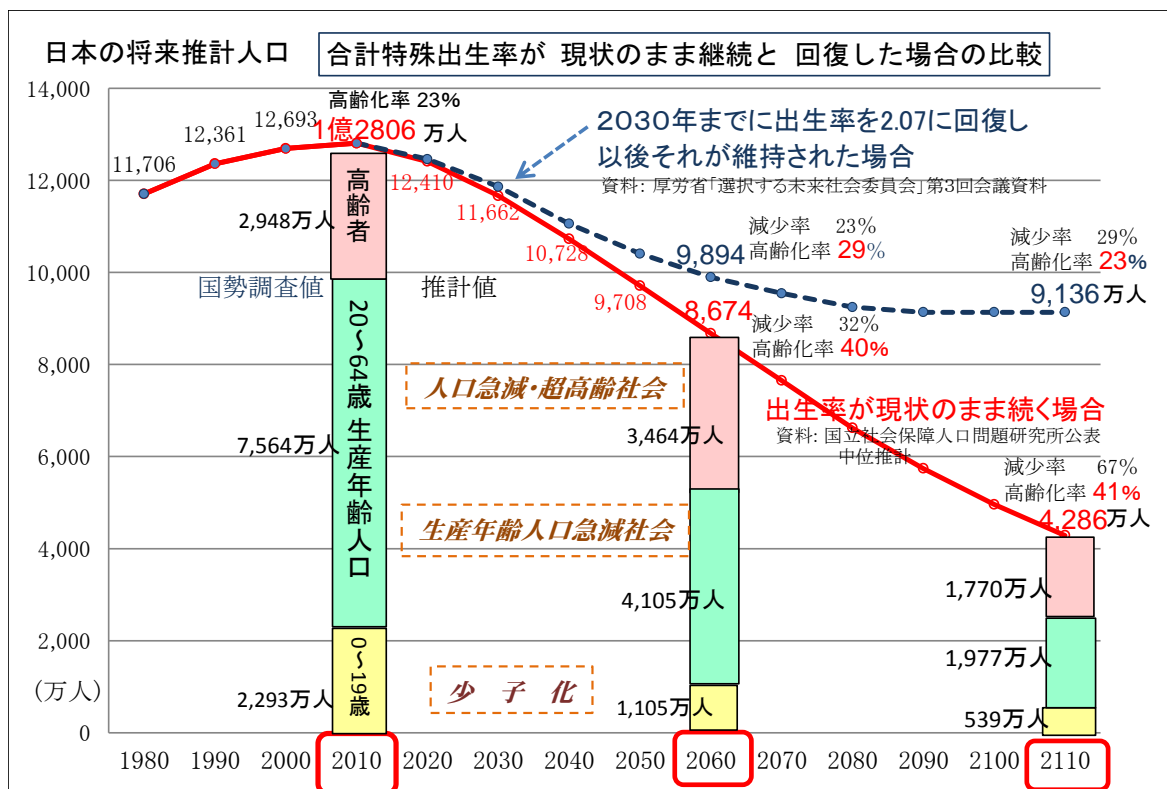 日本の将来推計人口
合計特殊出生率が 現状のまま継続と 回復した場合の比較
14,000
12,000
10,000
8,000
6,000
4,000
2,000
(万人)
0
11,706
12,361
12,693
高齢化率 23%
1億2806 万人
12,410
11,662
10,728
9,708
8,674
2030年までに出生率を2.07に回復し
以後それが維持された場合
資料: 厚労省「選択する未来社会委員会」第3回会議資料
減少率 23%
高齢化率 29%
9,894
減少率 29%
高齢化率 23%
9,136 万人
国勢調査値
推計値
減少率 32%
高齢化率 40%
出生率が現状のまま続く場合
資料: 国立社会保障人口問題研究所公表
中位推計
減少率 67%
高齢化率 41%
4,286 万人
高齢者
2,948万人
20～64歳 生産年齢人口
7,564万人
0～19歳
2,293万人
人口急減・超高齢社会
生産年齢人口急減社会
少 子 化
3,464万人
4,105万人
1,105万人
1,770万人
1,977万人
539万人
1980 1990 2000 2010 2020 2030 2040 2050 2060 2070 2080 2090 2100 2110